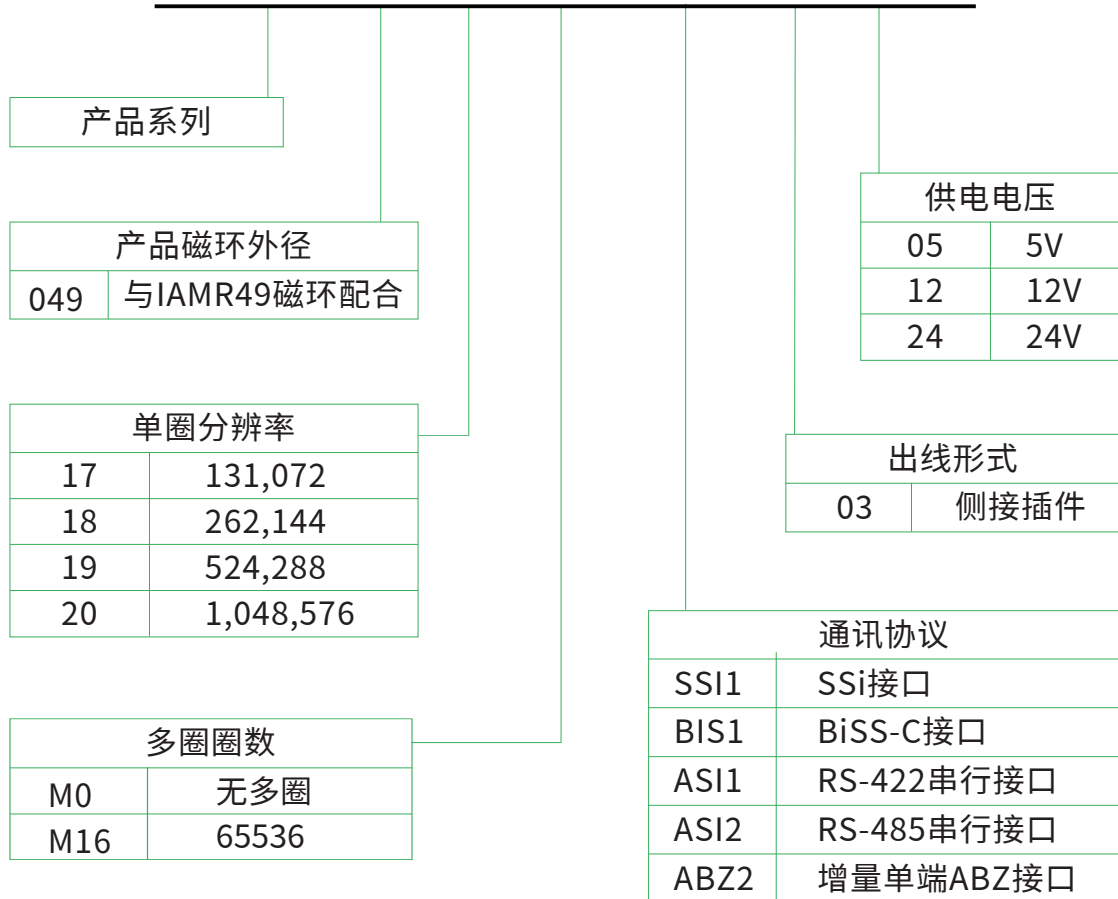 产品系列
产品磁环外径
049 与IAMR49磁环配合
单圈分辨率
17 131,072
18 262,144
19 524,288
20 1,048,576
多圈圈数
M0 无多圈
M16 65536
供电电压
05 5V
12 12V
24 24V
出线形式
03 侧接插件
通讯协议
SSI1 SSi接口
BIS1 BiSS-C接口
ASI1 RS-422串行接口
ASI2 RS-485串行接口
ABZ2 增量单端ABZ接口